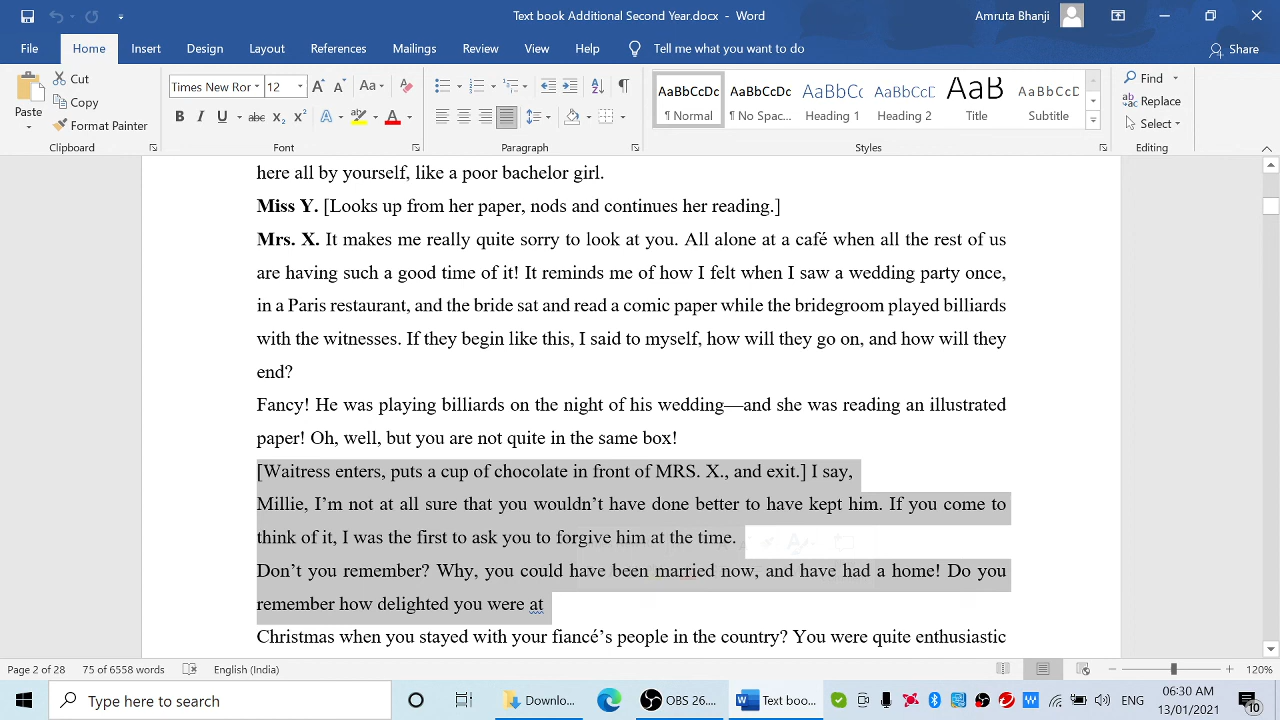 Text book Additional Second Year.docx - Word
Amruta Bhanji
File Home Insert Design Layout References Mailings Review View Help Tell me what you want to do Share
Paste
Cut
Copy
Format Painter
Clipboard
Times New Ror 12
Font
Paragraph
AaBbCcDc AaBbCcDc AaBbCc AaBbCcD AaB AaBbCcD
¶ Normal ¶ No Spac... Heading 1 Heading 2 Title Subtitle
Styles
Find
Replace
Select
Editing
here all by yourself, like a poor bachelor girl.
Miss Y. [Looks up from her paper, nods and continues her reading.]
Mrs. X. It makes me really quite sorry to look at you. All alone at a café when all the rest of us
are having such a good time of it! It reminds me of how I felt when I saw a wedding party once,
in a Paris restaurant, and the bride sat and read a comic paper while the bridegroom played billiards
with the witnesses. If they begin like this, I said to myself, how will they go on, and how will they
end?
Fancy! He was playing billiards on the night of his wedding—and she was reading an illustrated
paper! Oh, well, but you are not quite in the same box!
[Waitress enters, puts a cup of chocolate in front of MRS. X., and exit.] I say,
Millie, I’m not at all sure that you wouldn’t have done better to have kept him. If you come to
think of it, I was the first to ask you to forgive him at the time.
Don’t you remember? Why, you could have been married now, and have had a home! Do you
remember how delighted you were at
Christmas when you stayed with your fiancé’s people in the country? You were quite enthusiastic
Page 2 of 28 75 of 6558 words English (India) 120%
Type here to search
Downlo... OBS 26.... Text boo...
ENG
06:30 AM
13/01/2021
10